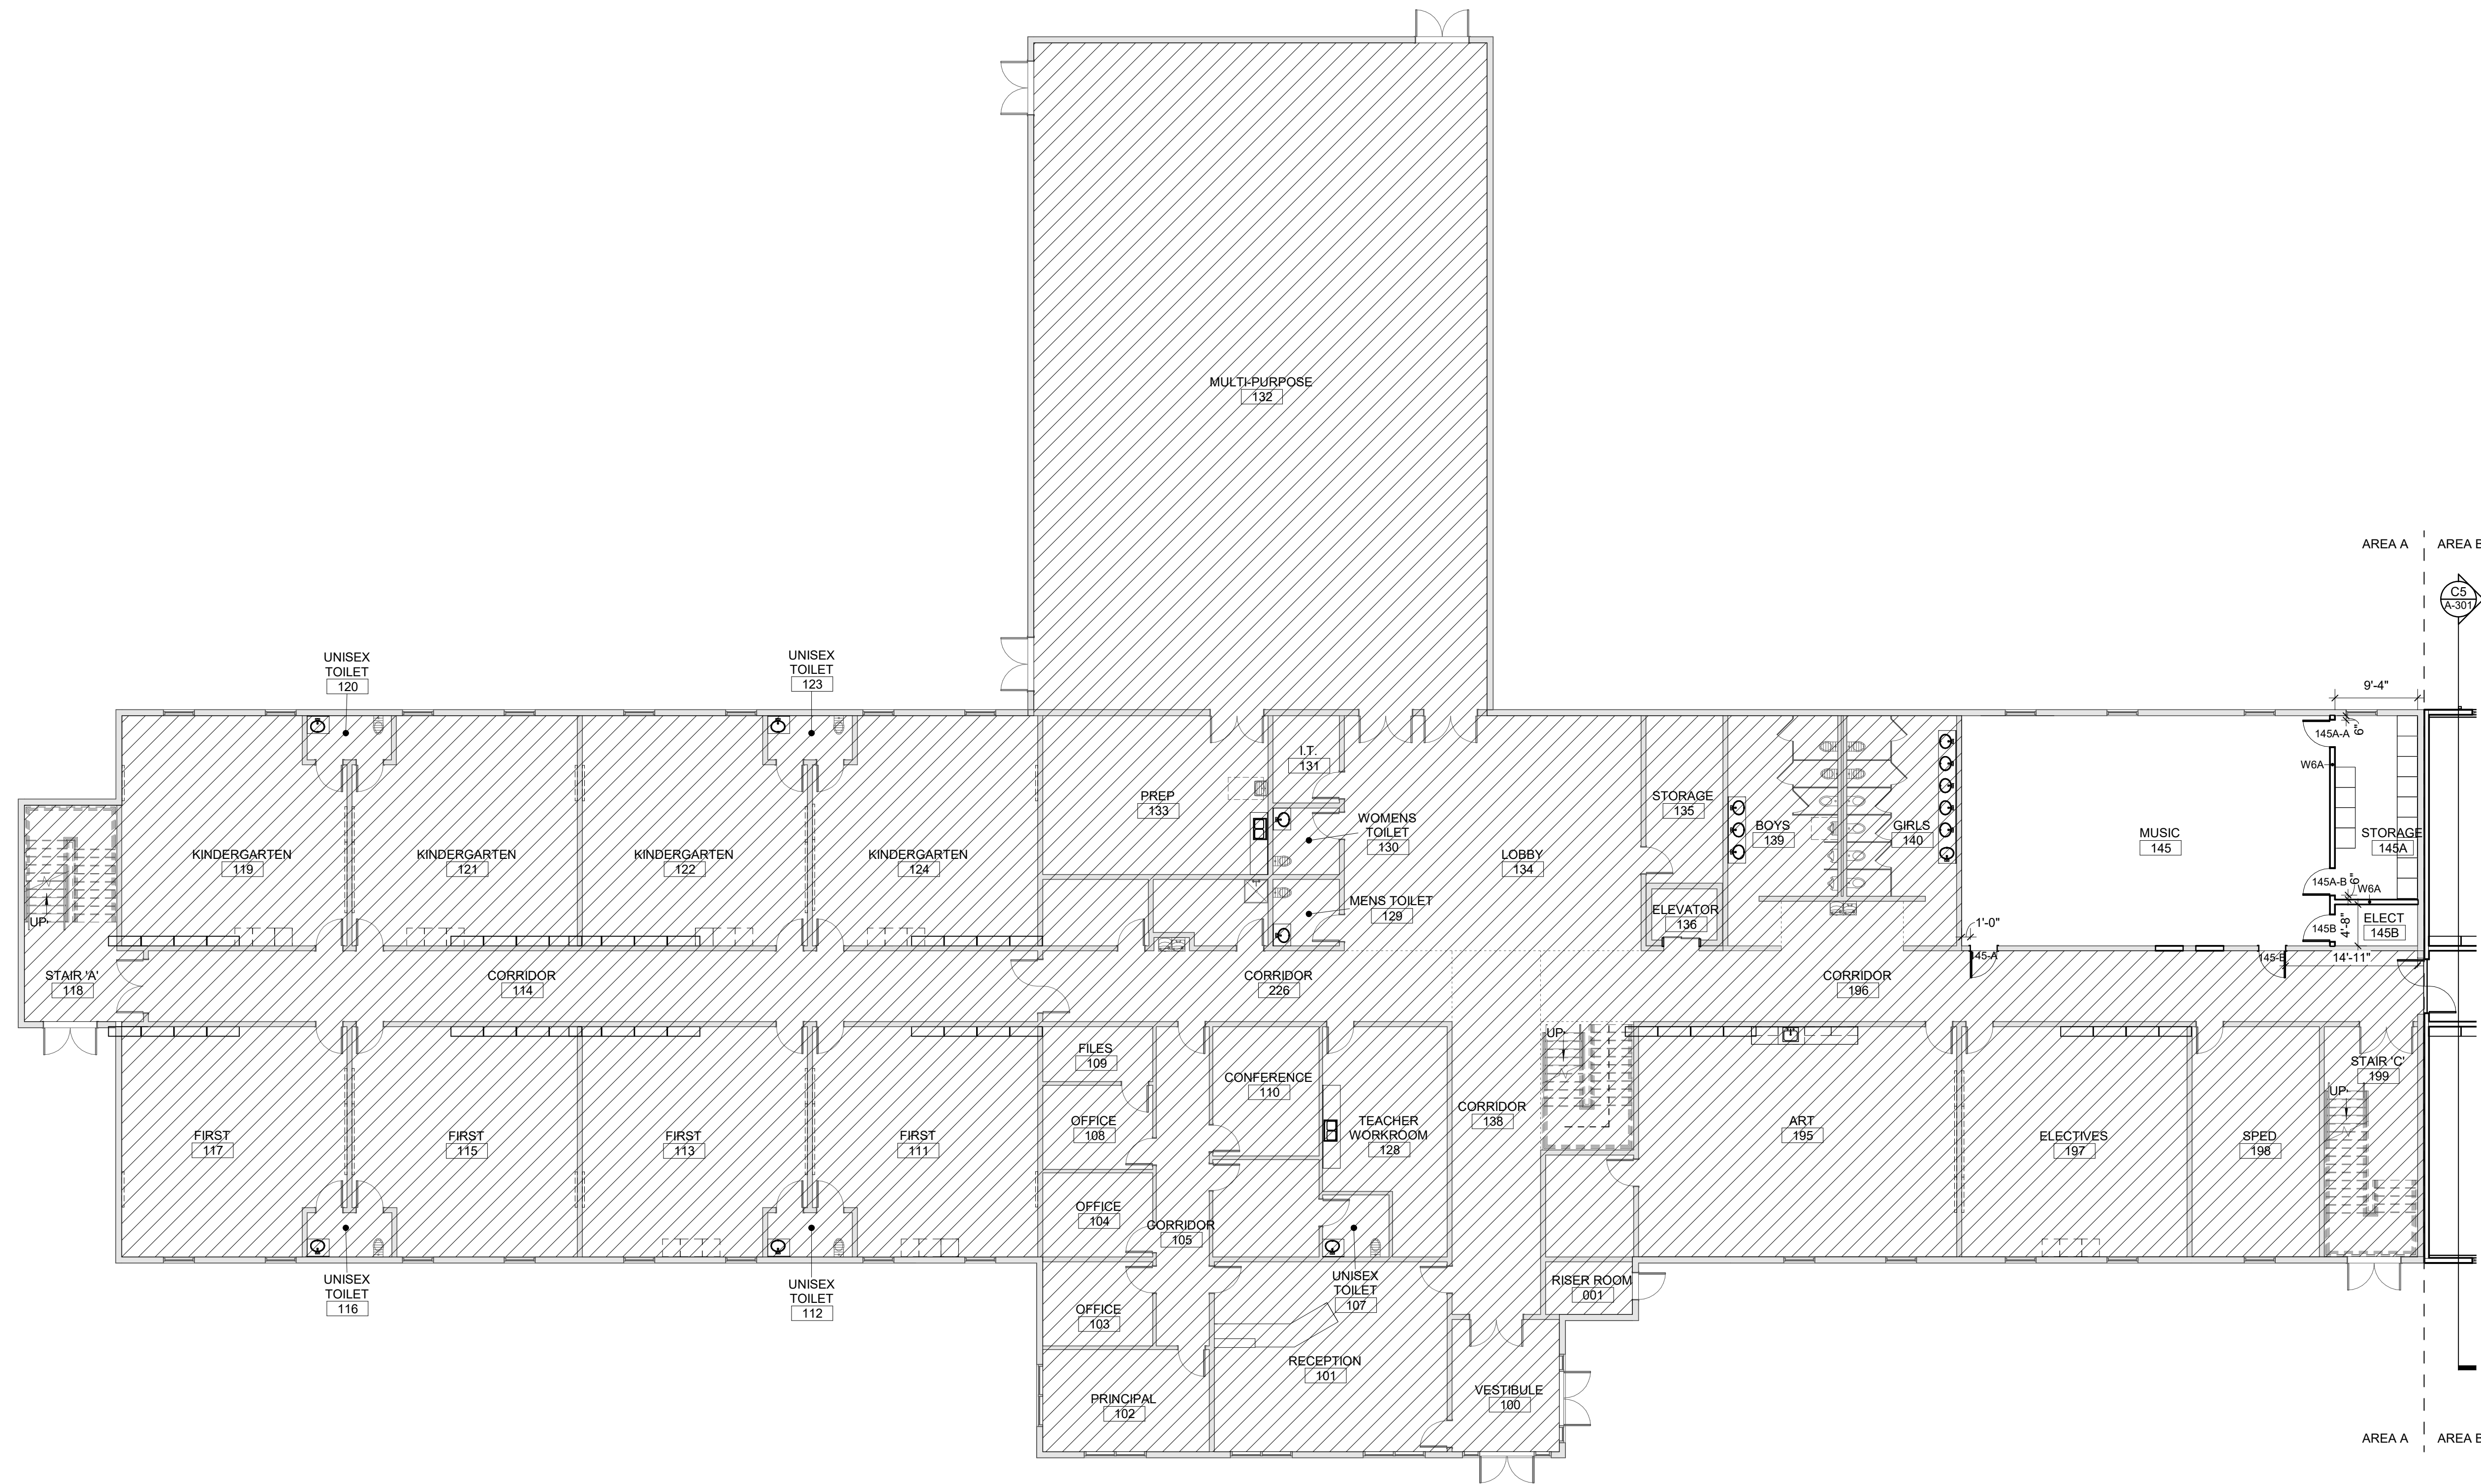 MULTI-PURPOSE
132
AREA A
AREA B
C5
A-301
UNISEX
TOILET
120
UNISEX
TOILET
123
9'-4"
145A-A
6"
W6A
I.T.
131
PREP
133
STORAGE
135
WOMENS
TOILET
130
BOYS
139
GIRLS
140
MUSIC
145
STORAGE
145A
KINDERGARTEN
119
KINDERGARTEN
121
KINDERGARTEN
122
KINDERGARTEN
124
LOBBY
134
145A-B
6"
W6A
MENS TOILET
129
ELEVATOR
136
ELECT
145B
145B
4'-8"
1'-0"
UP
145-A
145-B
14'-11"
STAIR 'A'
118
CORRIDOR
114
CORRIDOR
226
CORRIDOR
196
UP
FILES
109
CONFERENCE
110
STAIR 'C'
199
UP
CORRIDOR
138
FIRST
117
FIRST
115
FIRST
113
FIRST
111
OFFICE
108
TEACHER
WORKROOM
128
ART
195
ELECTIVES
197
SPED
198
OFFICE
104
CORRIDOR
105
UNISEX
TOILET
116
UNISEX
TOILET
112
UNISEX
TOILET
107
RISER ROOM
001
OFFICE
103
RECEPTION
101
PRINCIPAL
102
VESTIBULE
100
AREA A
AREA B